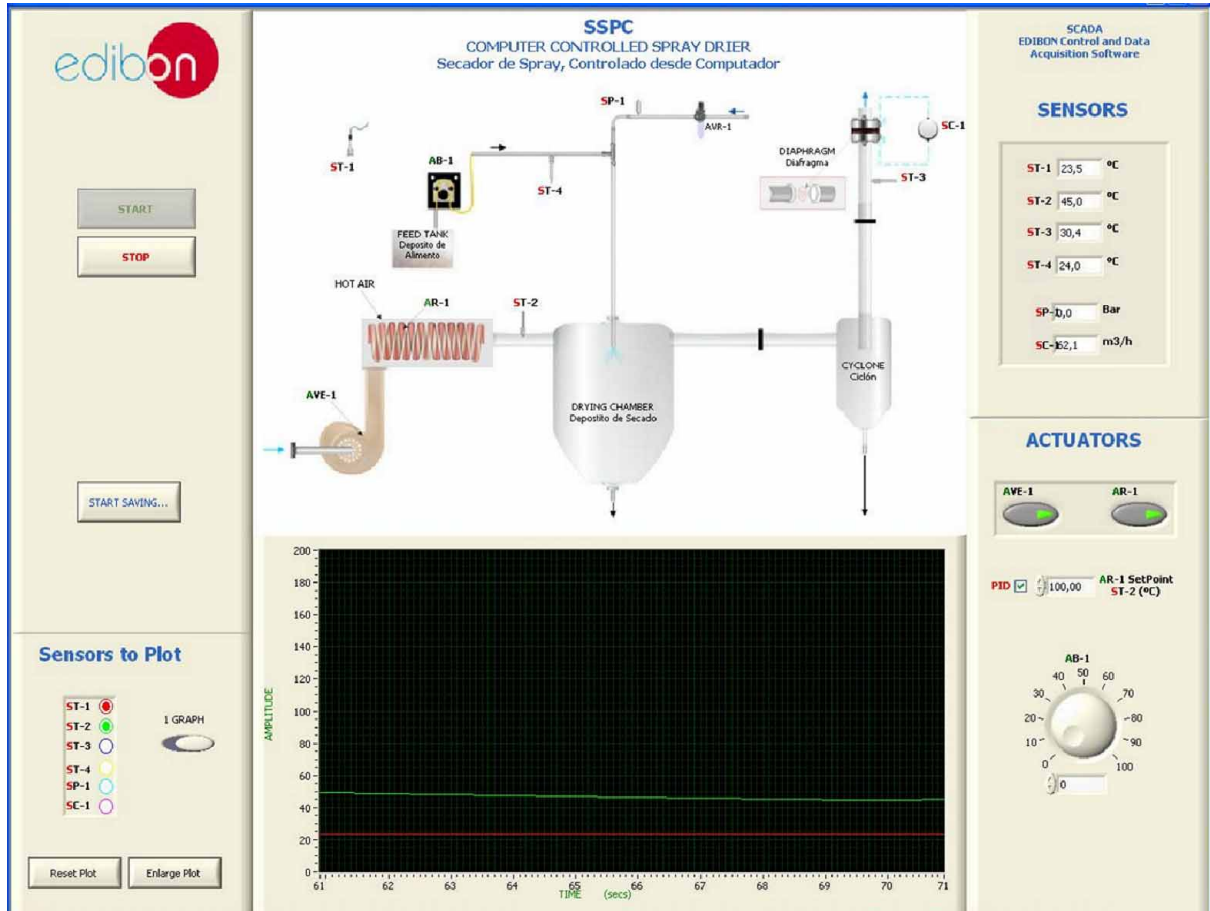 edibon
START
STOP
START SAVING...
Sensors to Plot
ST-1
ST-2
ST-3
ST-4
SP-1
SC-1
1 GRAPH
Reset Plot
Enlarge Plot
SSPC
COMPUTER CONTROLLED SPRAY DRIER
Secador de Spray, Controlado desde Computador
SP-1
AVR-1
SC-1
ST-1
AB-1
ST-4
DIAPHRAGM
Diafragma
ST-3
FEED TANK
Deposito de
Alimento
HOT AIR
AR-1
ST-2
AVE-1
DRYING CHAMBER
Depostito de Secado
CYCLONE
Ciclón
200
180
160
140
120
100
80
60
40
20
0
AMPLITUDE
61 62 63 64 65 66 67 68 69 70 71
TIME (secs)
SCADA
EDIBON Control and Data
Acquisition Software
SENSORS
ST-1 23,5 ºC
ST-2 45,0 ºC
ST-3 30,4 ºC
ST-4 24,0 ºC
SP-1 0,0 Bar
SC-1 62,1 m3/h
ACTUATORS
AVE-1 AR-1
PID 100,00 AR-1 SetPoint
ST-2 (ºC)
AB-1
0 10 20 30 40 50 60 70 80 90 100
0